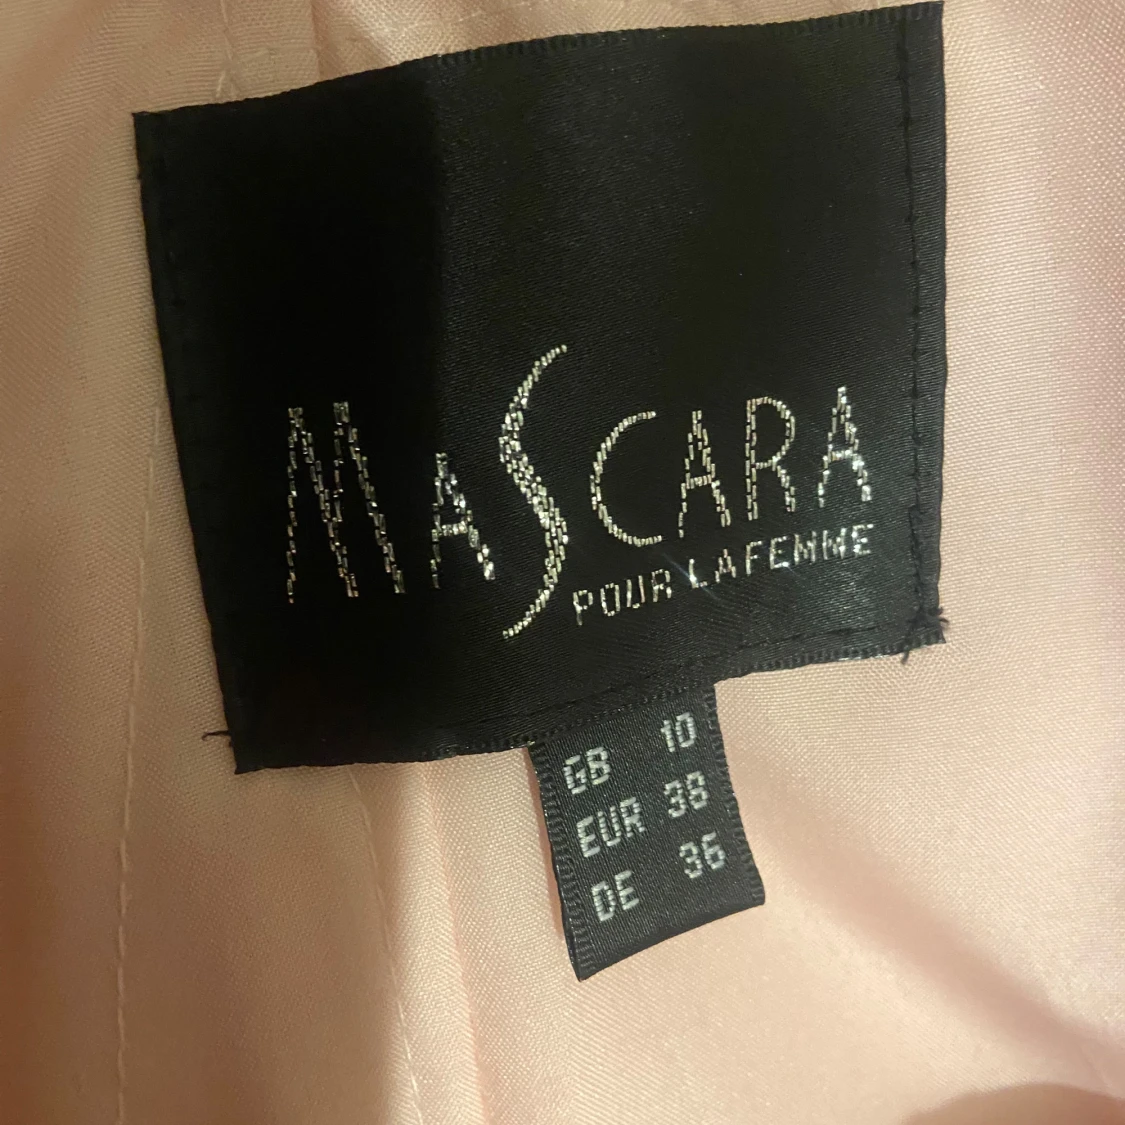 MASCARA
POUR LAFEMME
GB 10
EUR 38
DE 36